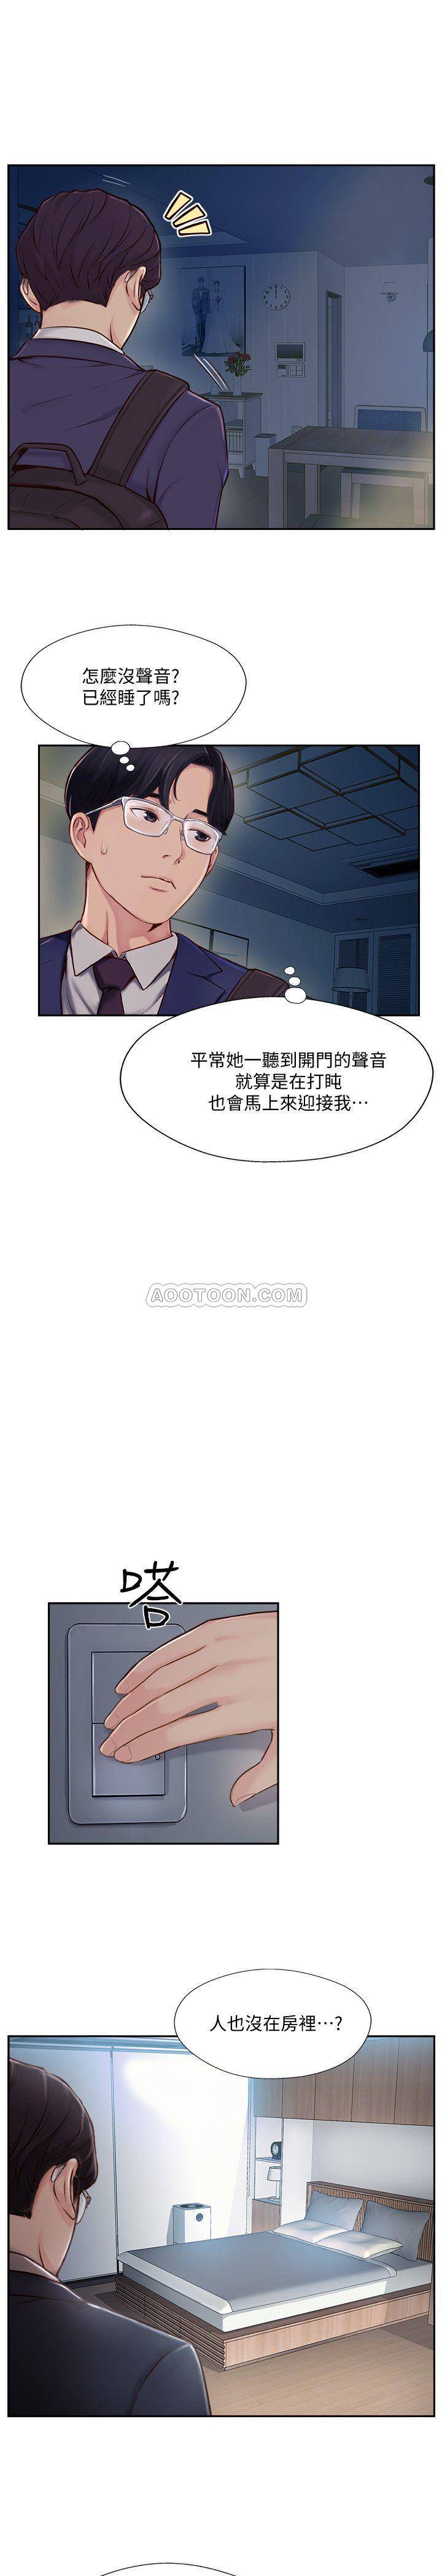 怎麼沒聲音?
已經睡了嗎?
平常她一聽到開門的聲音
就算是在打盹
也會馬上來迎接我…
AOOTOON.COM
嗒
人也沒在房裡…?